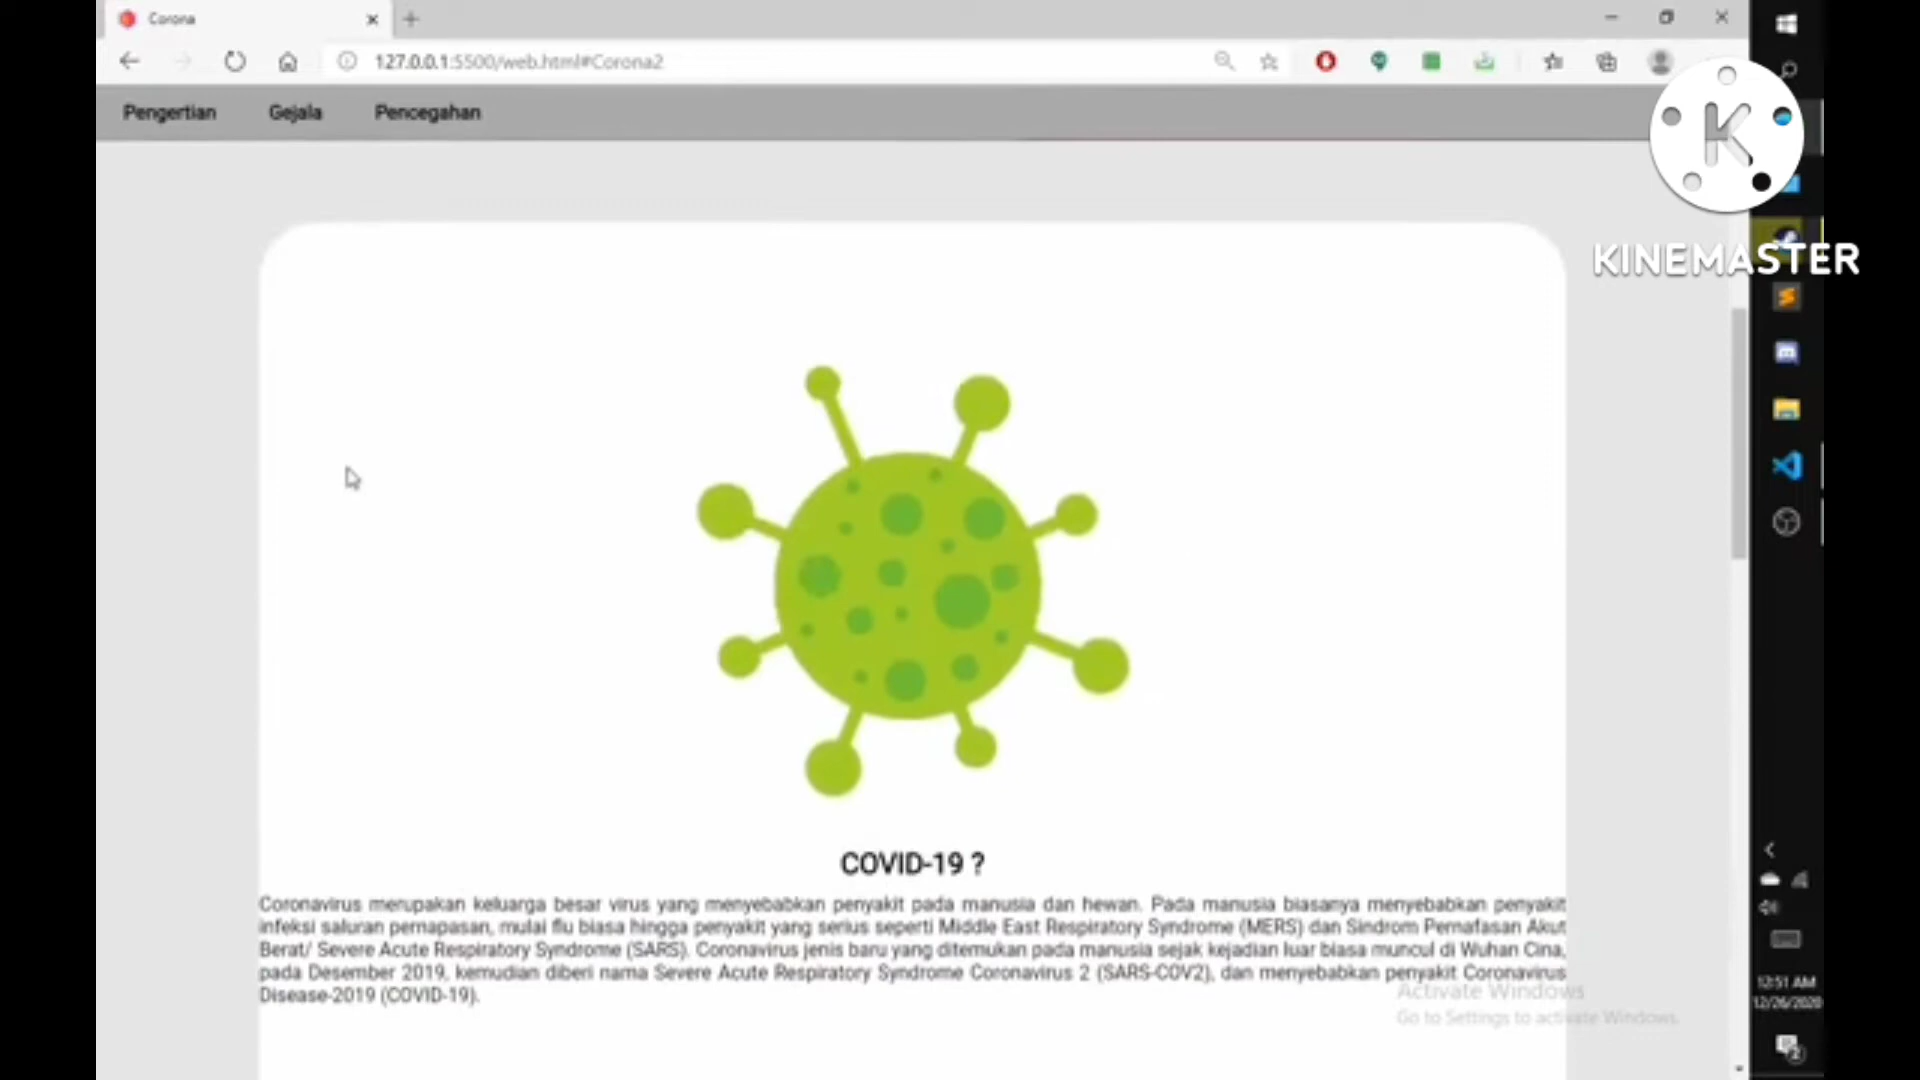 Corona
127.0.0.1:5500/web.html#Corona2
Pengertian Gejala Pencegahan
KINEMASTER
COVID-19 ?
Coronavirus merupakan keluarga besar virus yang menyebabkan penyakit pada manusia dan hewan. Pada manusia biasanya menyebabkan penyakit
infeksi saluran pernapasan, mulai flu biasa hingga penyakit yang serius seperti Middle East Respiratory Syndrome (MERS) dan Sindrom Pernafasan Akut
Berat/ Severe Acute Respiratory Syndrome (SARS). Coronavirus jenis baru yang ditemukan pada manusia sejak kejadian luar biasa muncul di Wuhan Cina,
pada Desember 2019, kemudian diberi nama Severe Acute Respiratory Syndrome Coronavirus 2 (SARS-COV2), dan menyebabkan penyakit Coronavirus
Disease-2019 (COVID-19).
Activate Windows
Go to Settings to activate Windows.
12:51 AM
12/26/2020
2